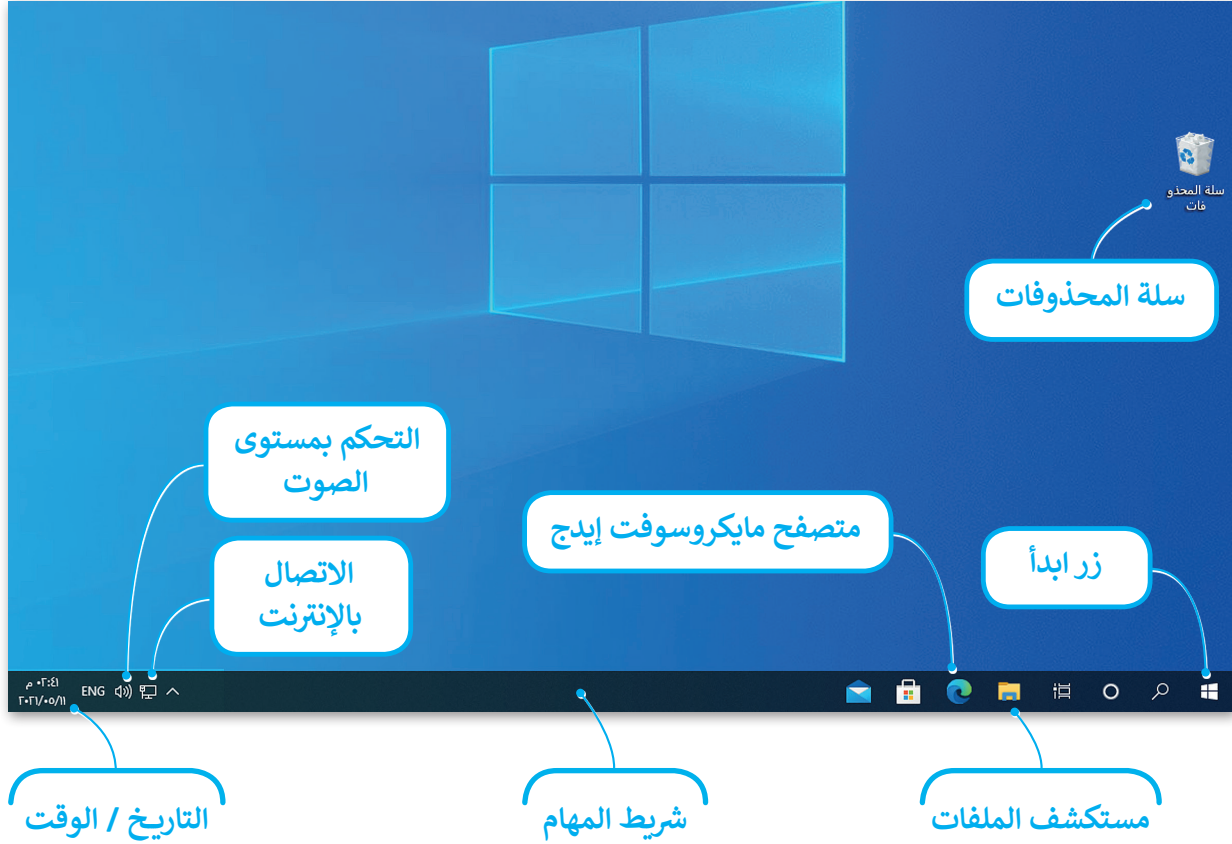 سلة المحذو
فات
سلة المحذوفات
التحكم بمستوى
الصوت
متصفح مايكروسوفت إيدج
زر ابدأ
الاتصال
بالإنترنت
٠٢:٤١ م
ENG
٢٠٢١/٠٥/١١
مستكشف الملفات
شريط المهام
التاريخ / الوقت